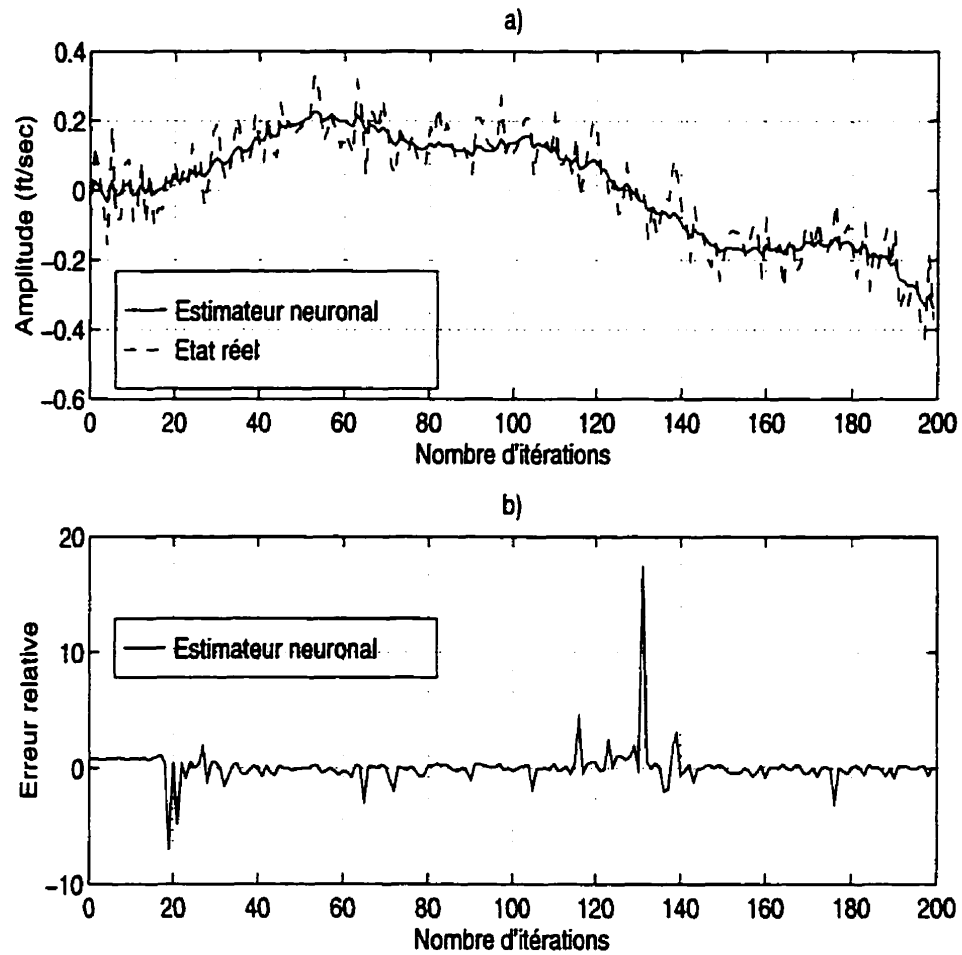 a)
0.4
0.2
0
−0.2
−0.4
−0.6
Amplitude (ft/sec)
Estimateur neuronal
Etat réel
0 20 40 60 80 100 120 140 160 180 200
Nombre d'itérations
b)
20
10
0
−10
Erreur relative
Estimateur neuronal
0 20 40 60 80 100 120 140 160 180 200
Nombre d'itérations